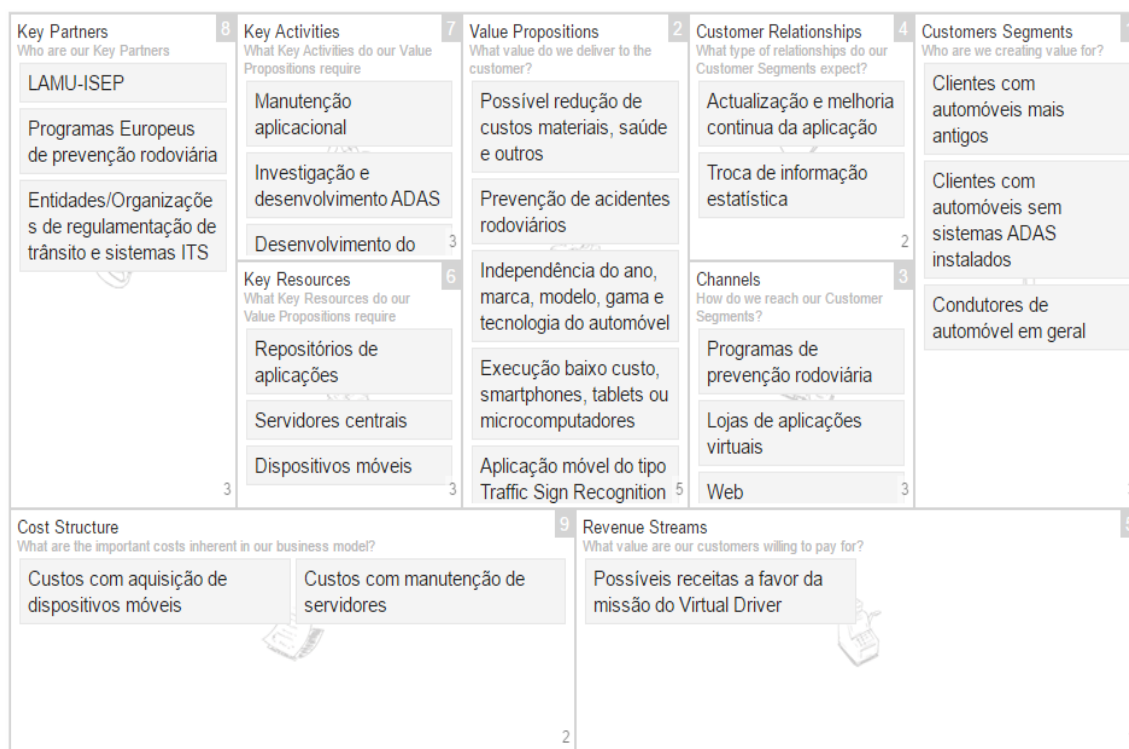 Key Partners
8
Who are our Key Partners
LAMU-ISEP
Programas Europeus
de prevenção rodoviária
Entidades/Organizaçõe
s de regulamentação de
trânsito e sistemas ITS
3
Key Activities
7
What Key Activities do our Value
Propositions require
Manutenção
aplicacional
Investigação e
desenvolvimento ADAS
Desenvolvimento do
3
Key Resources
6
What Key Resources do our
Value Propositions require
Repositórios de
aplicações
Servidores centrais
Dispositivos móveis
3
Value Propositions
2
What value do we deliver to the
customer?
Possível redução de
custos materiais, saúde
e outros
Prevenção de acidentes
rodoviários
Independência do ano,
marca, modelo, gama e
tecnologia do automóvel
Execução baixo custo,
smartphones, tablets ou
microcomputadores
Aplicação móvel do tipo
Traffic Sign Recognition
5
Customer Relationships
4
What type of relationships do our
Customer Segments expect?
Actualização e melhoria
continua da aplicação
Troca de informação
estatística
2
Channels
3
How do we reach our Customer
Segments?
Programas de
prevenção rodoviária
Lojas de aplicações
virtuais
Web
3
Customers Segments
Who are we creating value for?
Clientes com
automóveis mais
antigos
Clientes com
automóveis sem
sistemas ADAS
instalados
Condutores de
automóvel em geral
Cost Structure
9
What are the important costs inherent in our business model?
Custos com aquisição de
dispositivos móveis
Custos com manutenção de
servidores
2
Revenue Streams
5
What value are our customers willing to pay for?
Possíveis receitas a favor da
missão do Virtual Driver